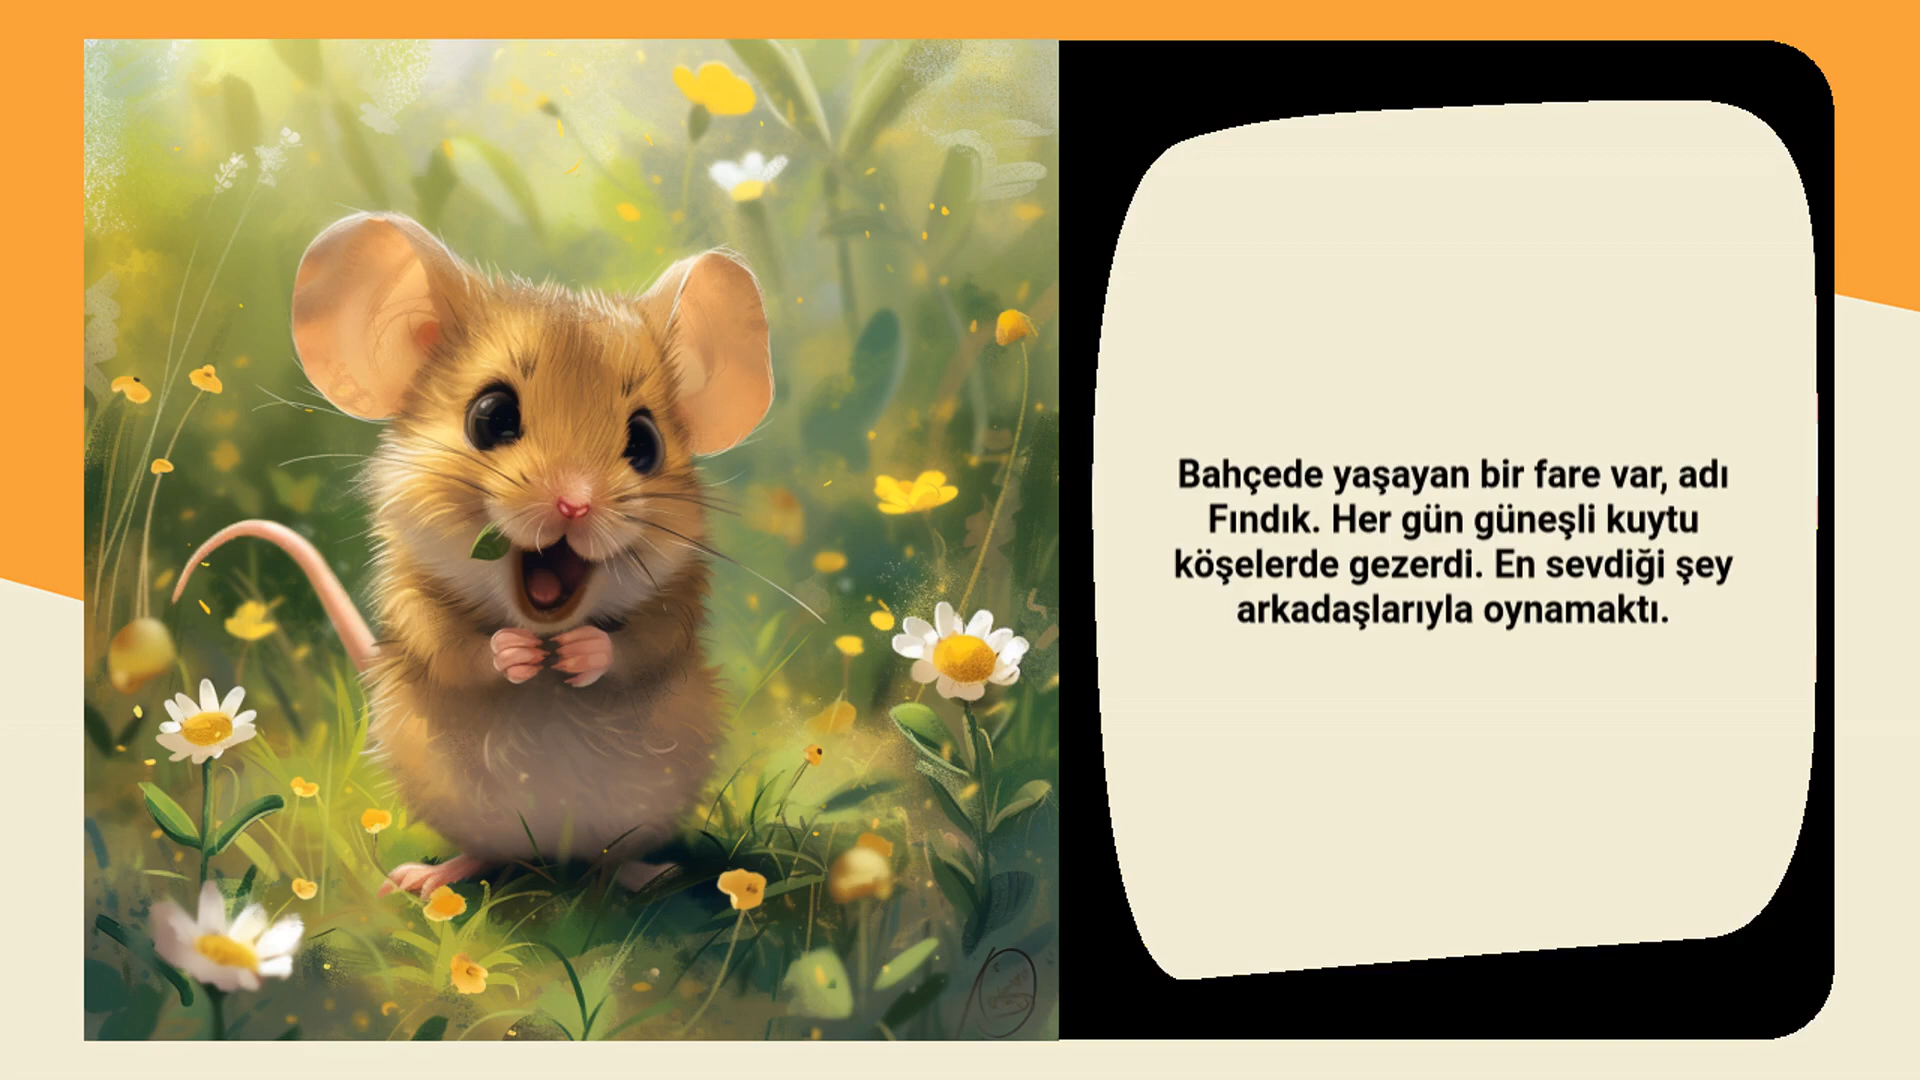 Bahçede yaşayan bir fare var, adı
Fındık. Her gün güneşli kuytu
köşelerde gezerdi. En sevdiği şey
arkadaşlarıyla oynamaktı.